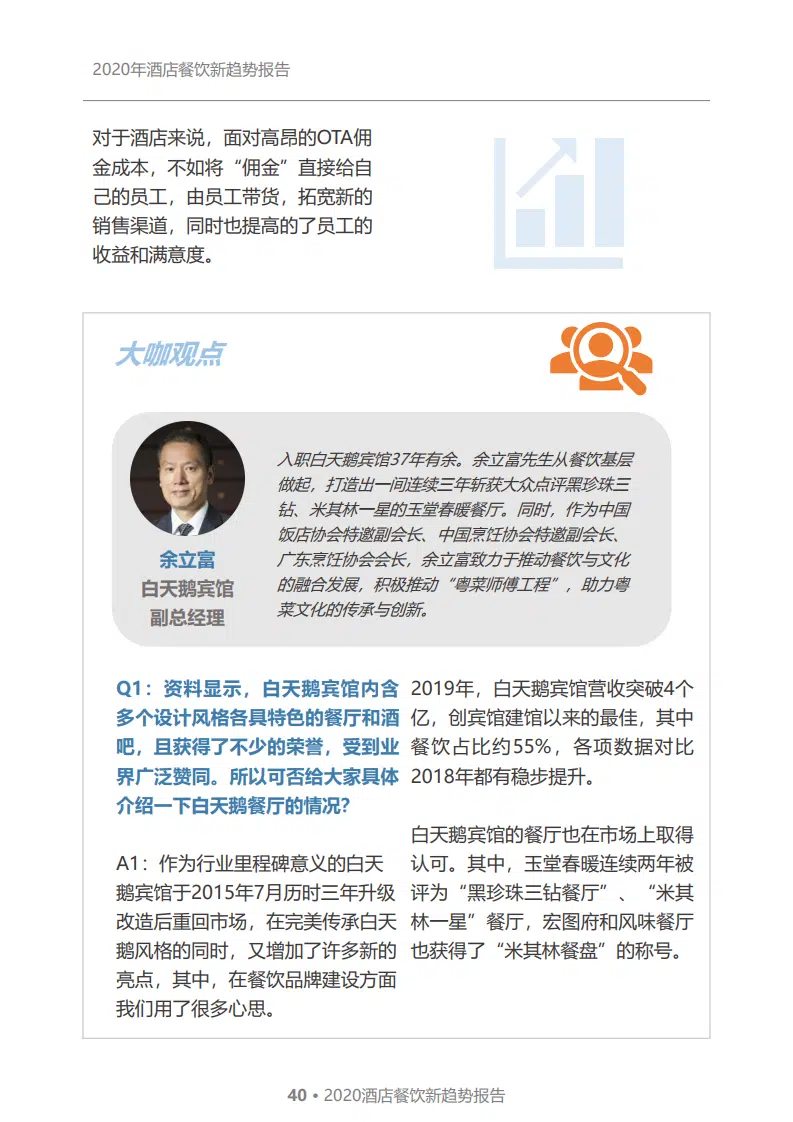 2020年酒店餐饮新趋势报告
对于酒店来说，面对高昂的OTA佣
金成本，不如将“佣金”直接给自
己的员工，由员工带货，拓宽新的
销售渠道，同时也提高的了员工的
收益和满意度。
大咖观点
余立富
白天鹅宾馆
副总经理
入职白天鹅宾馆37年有余。余立富先生从餐饮基层
做起，打造出一间连续三年斩获大众点评黑珍珠三
钻、米其林一星的玉堂春暖餐厅。同时，作为中国
饭店协会特邀副会长、中国烹饪协会特邀副会长、
广东烹饪协会会长，余立富致力于推动餐饮与文化
的融合发展，积极推动“粤菜师傅工程”，助力粤
菜文化的传承与创新。
Q1：资料显示，白天鹅宾馆内含
多个设计风格各具特色的餐厅和酒
吧，且获得了不少的荣誉，受到业
界广泛赞同。所以可否给大家具体
介绍一下白天鹅餐厅的情况？
A1：作为行业里程碑意义的白天
鹅宾馆于2015年7月历时三年升级
改造后重回市场，在完美传承白天
鹅风格的同时，又增加了许多新的
亮点，其中，在餐饮品牌建设方面
我们用了很多心思。
2019年，白天鹅宾馆营收突破4个
亿，创宾馆建馆以来的最佳，其中
餐饮占比约55%，各项数据对比
2018年都有稳步提升。
白天鹅宾馆的餐厅也在市场上取得
认可。其中，玉堂春暖连续两年被
评为“黑珍珠三钻餐厅”、“米其
林一星”餐厅，宏图府和风味餐厅
也获得了“米其林餐盘”的称号。
40 • 2020酒店餐饮新趋势报告